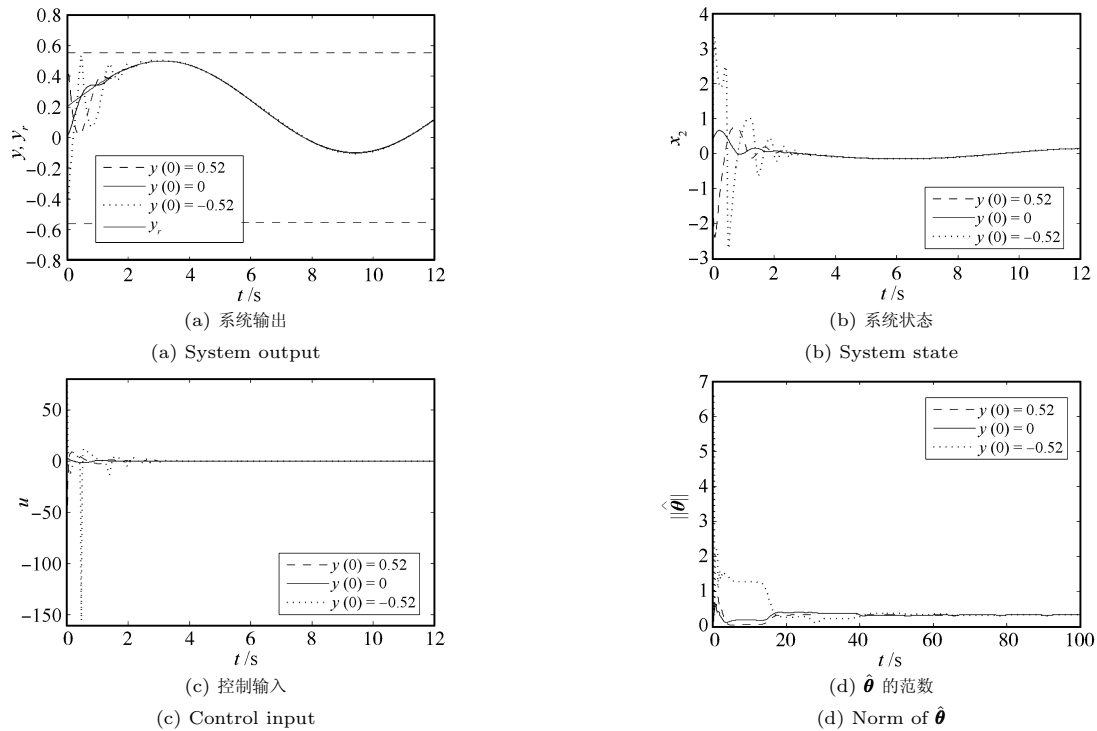 0.8
0.6
0.4
0.2
0
−0.2
−0.4
−0.6
−0.8
y, y_r
y (0) = 0.52
y (0) = 0
y (0) = −0.52
y_r
0 2 4 6 8 10 12
t /s
(a) 系统输出
(a) System output
4
3
2
1
0
−1
−2
−3
x_2
y (0) = 0.52
y (0) = 0
y (0) = −0.52
0 2 4 6 8 10 12
t /s
(b) 系统状态
(b) System state
50
0
−50
−100
−150
u
y (0) = 0.52
y (0) = 0
y (0) = −0.52
0 2 4 6 8 10 12
t /s
(c) 控制输入
(c) Control input
7
6
5
4
3
2
1
0
||θ̂||
y (0) = 0.52
y (0) = 0
y (0) = −0.52
0 20 40 60 80 100
t /s
(d) θ̂ 的范数
(d) Norm of θ̂